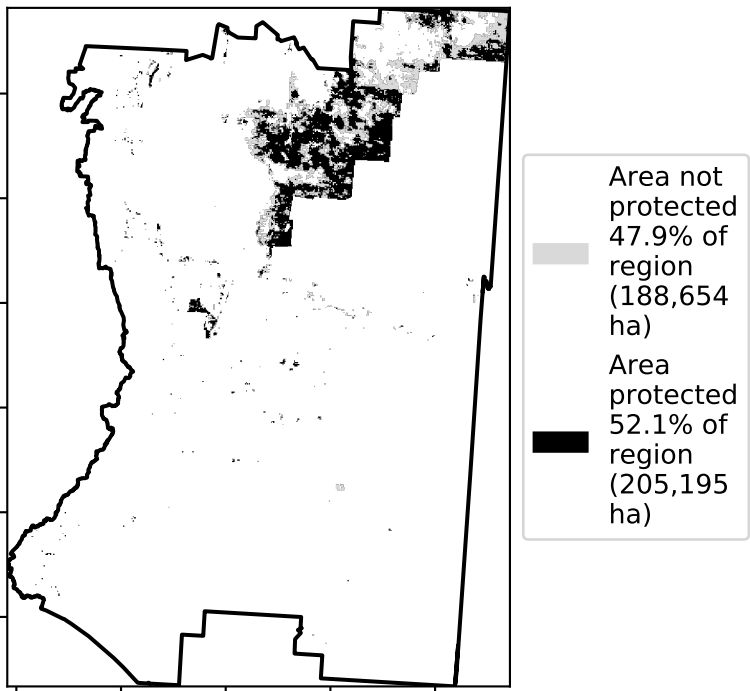 Area not
protected
47.9% of
region
(188,654
ha)
Area
protected
52.1% of
region
(205,195
ha)